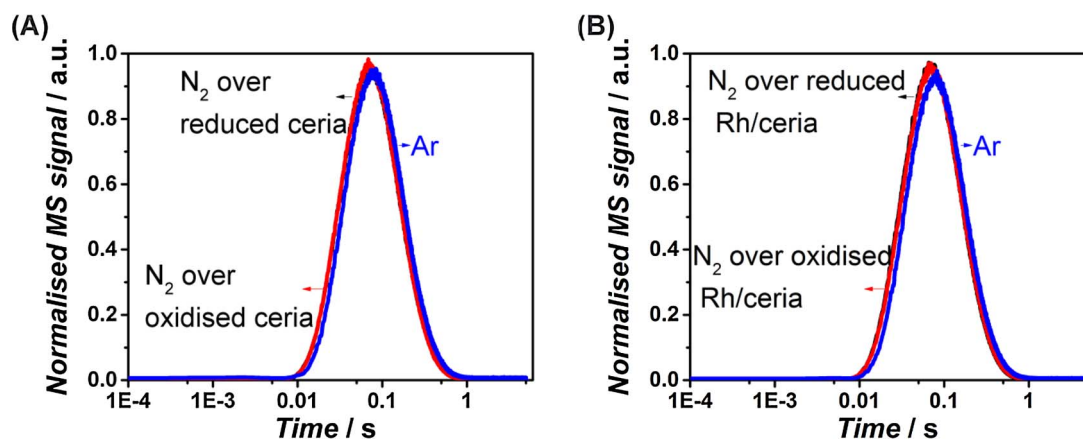 (A)
Normalised MS signal / a.u.
1.0
0.8
0.6
0.4
0.2
0.0
N₂ over
reduced ceria
Ar
N₂ over
oxidised ceria
1E-4 1E-3 0.01 0.1 1
Time / s
(B)
Normalised MS signal / a.u.
1.0
0.8
0.6
0.4
0.2
0.0
N₂ over reduced
Rh/ceria
Ar
N₂ over oxidised
Rh/ceria
1E-4 1E-3 0.01 0.1 1
Time / s